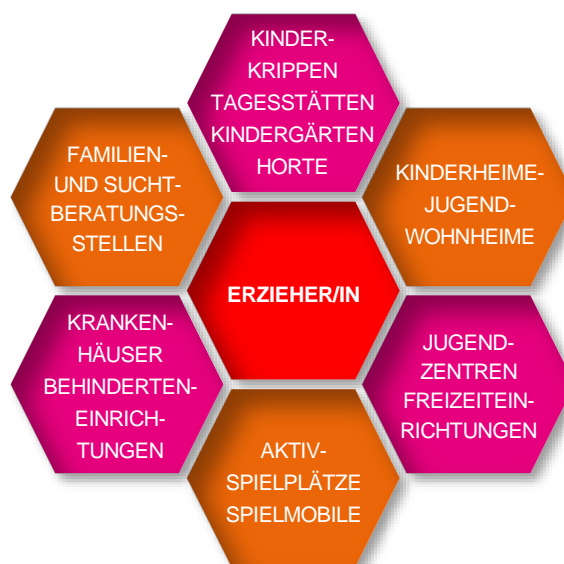 KINDER-
KRIPPEN
TAGESSTÄTTEN
KINDERGÄRTEN
HORTE
FAMILIEN-
UND SUCHT-
BERATUNGS-
STELLEN
KINDERHEIME-
JUGEND-
WOHNHEIME
ERZIEHER/IN
KRANKEN-
HÄUSER
BEHINDERTEN-
EINRICH-
TUNGEN
JUGEND-
ZENTREN
FREIZEITEIN-
RICHTUNGEN
AKTIV-
SPIELPLÄTZE
SPIELMOBILE